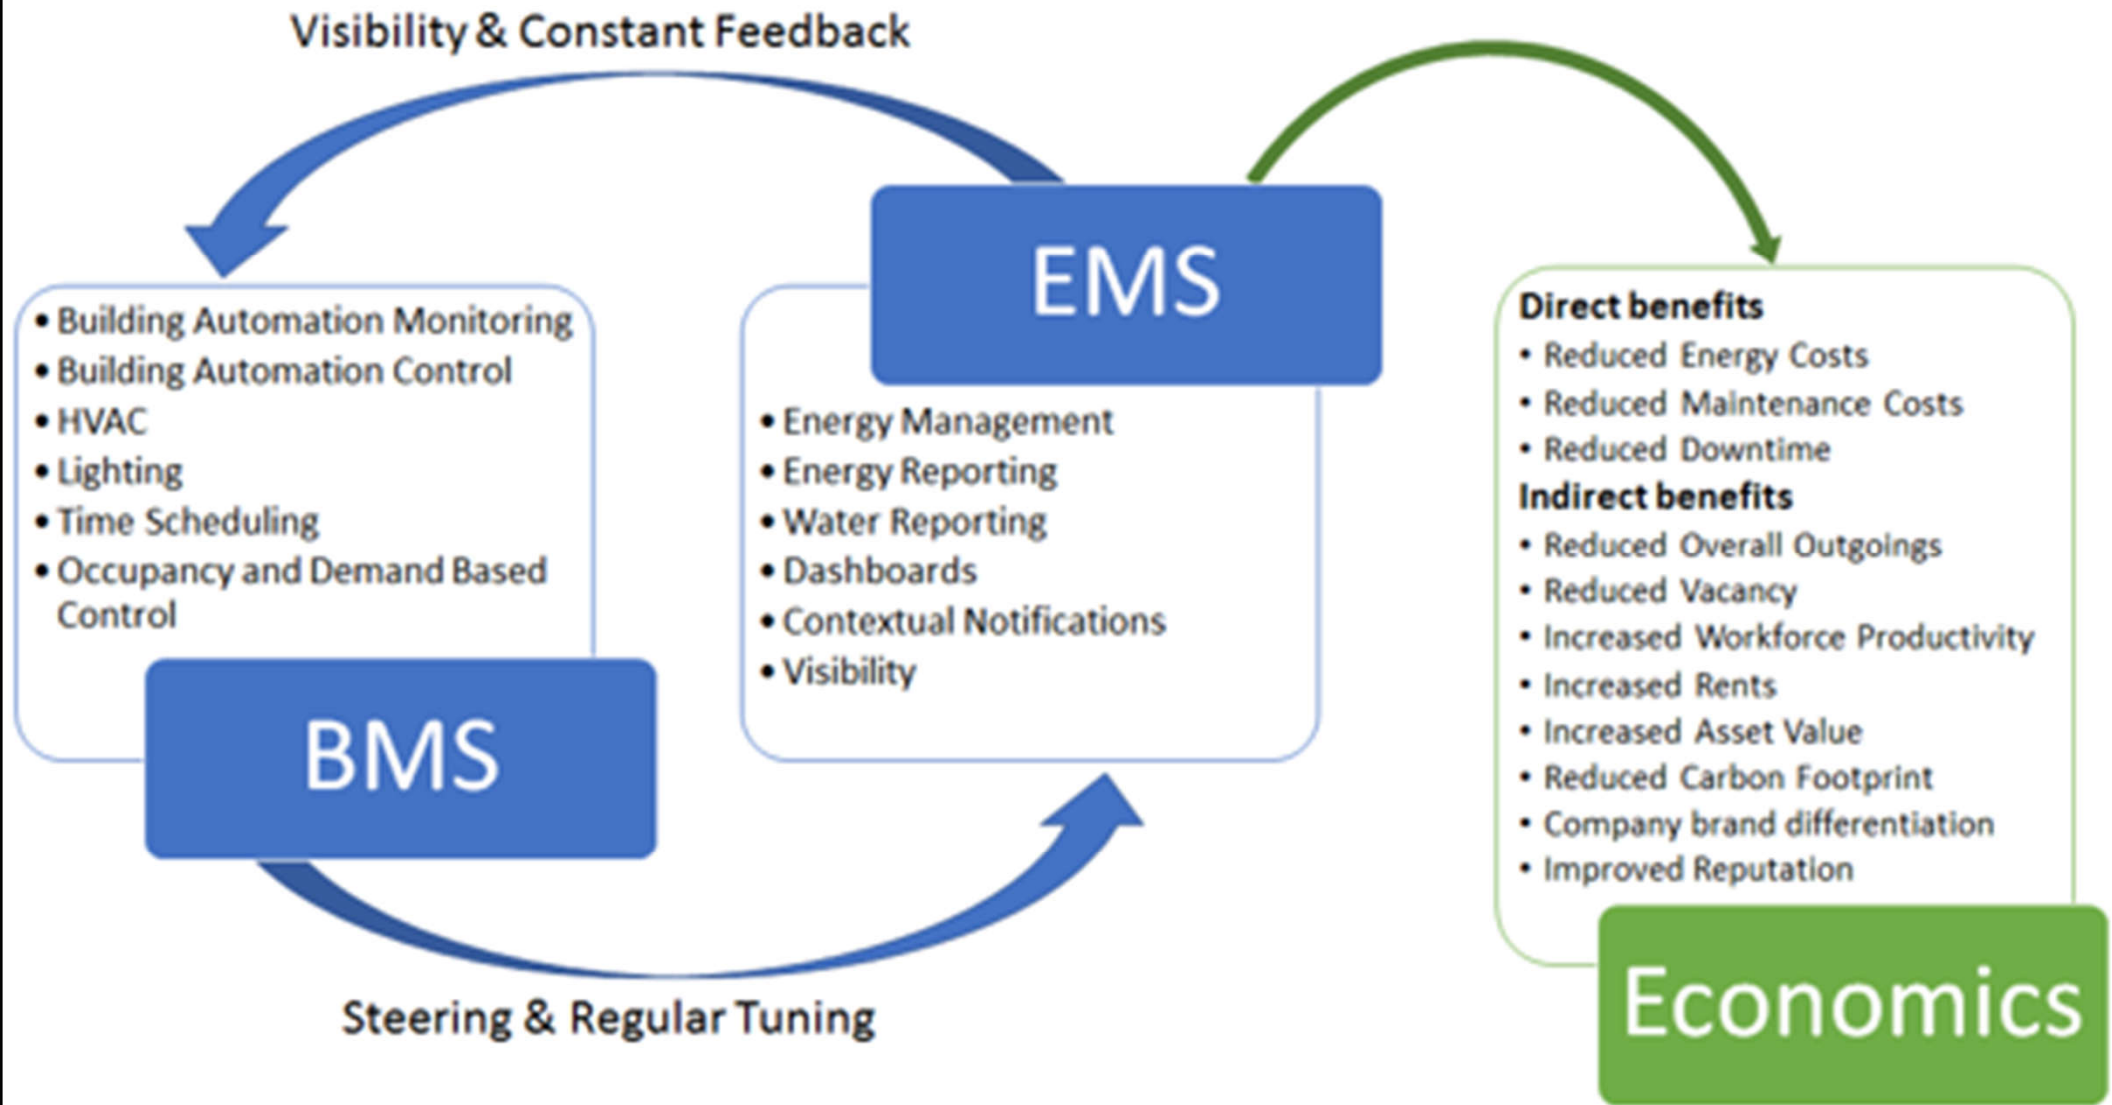 Visibility & Constant Feedback
• Building Automation Monitoring
• Building Automation Control
• HVAC
• Lighting
• Time Scheduling
• Occupancy and Demand Based
Control
BMS
EMS
• Energy Management
• Energy Reporting
• Water Reporting
• Dashboards
• Contextual Notifications
• Visibility
Steering & Regular Tuning
Direct benefits
• Reduced Energy Costs
• Reduced Maintenance Costs
• Reduced Downtime
Indirect benefits
• Reduced Overall Outgoings
• Reduced Vacancy
• Increased Workforce Productivity
• Increased Rents
• Increased Asset Value
• Reduced Carbon Footprint
• Company brand differentiation
• Improved Reputation
Economics